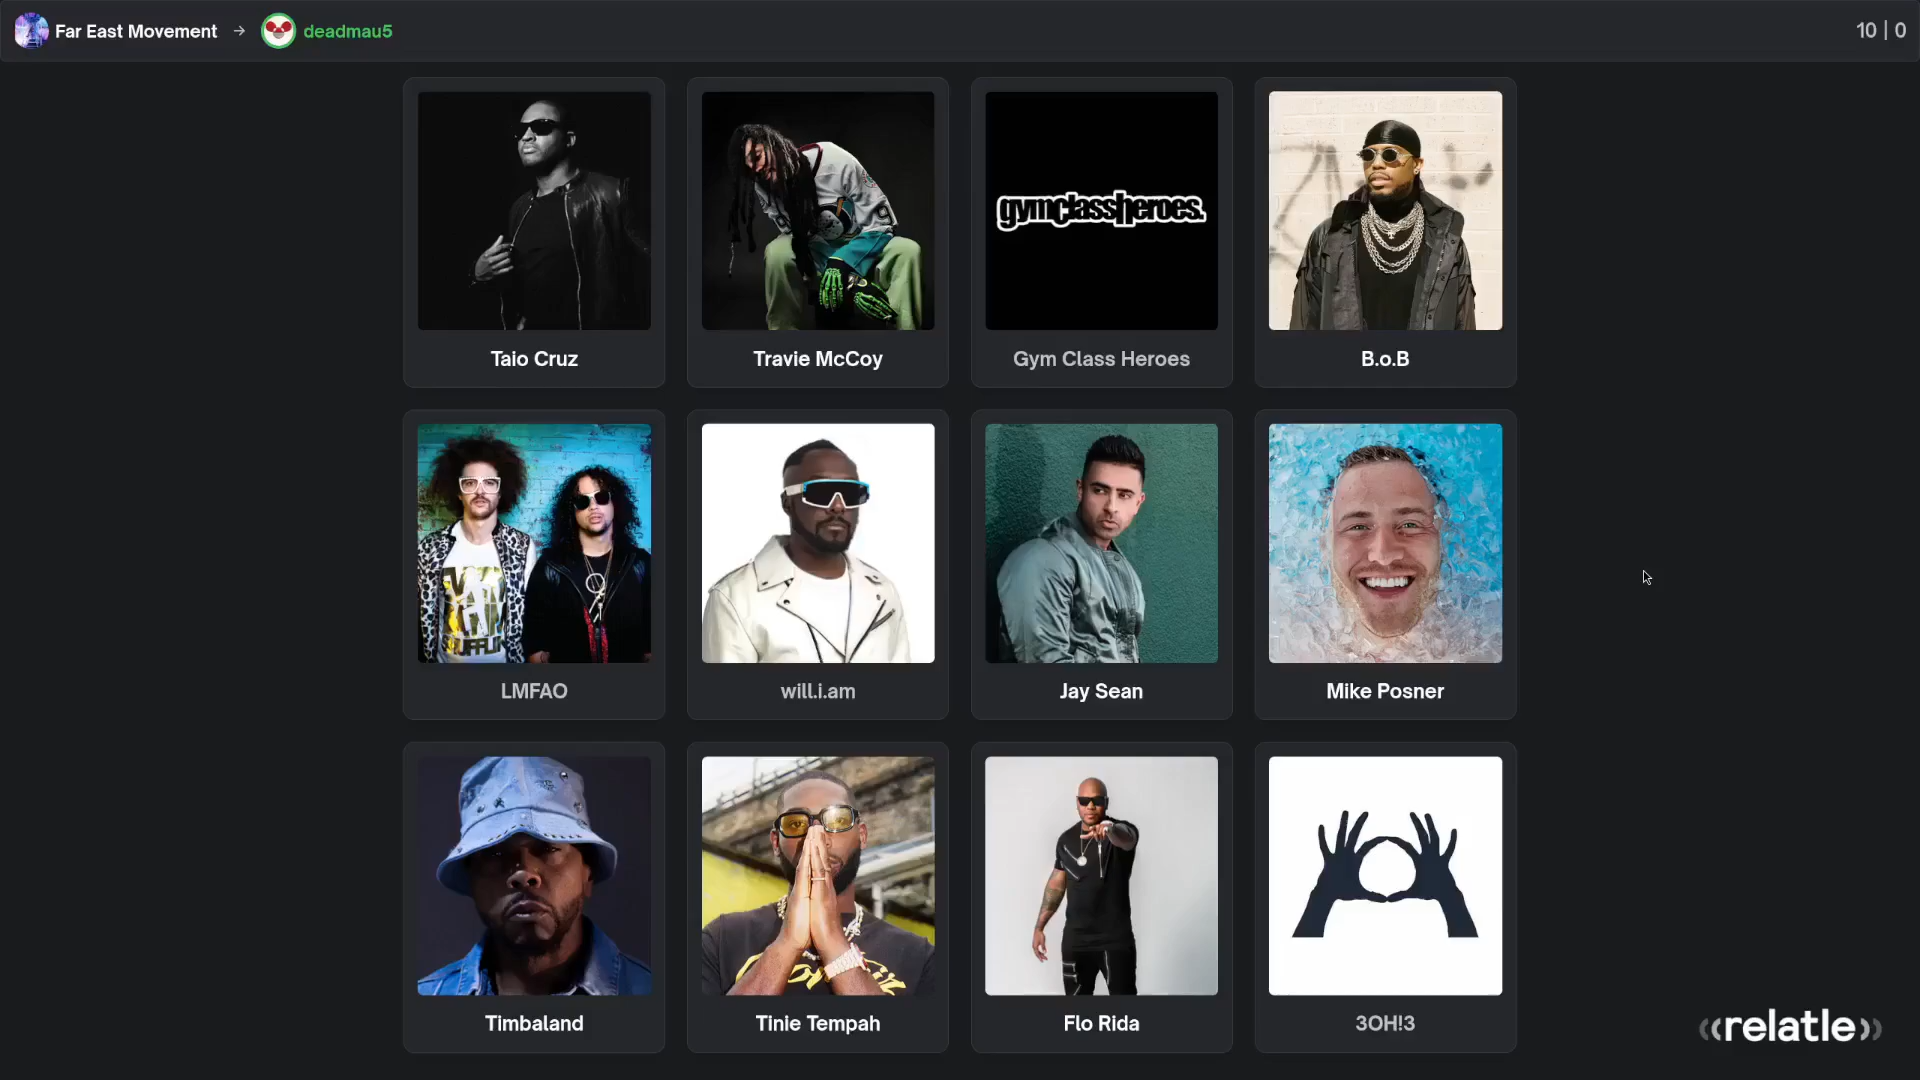 Far East Movement → deadmau5
10 | 0
gymclassheroes.
Taio Cruz
Travie McCoy
Gym Class Heroes
B.o.B
LMFAO
will.i.am
Jay Sean
Mike Posner
Timbaland
Tinie Tempah
Flo Rida
3OH!3
((relatle))